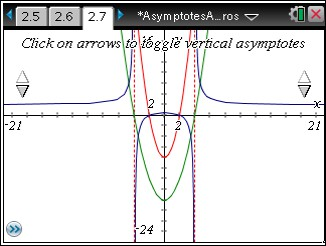 2.5 2.6 2.7 *AsymptotesA...ros
Click on arrows to toggle vertical asymptotes
2
x
-21
2
21
-24